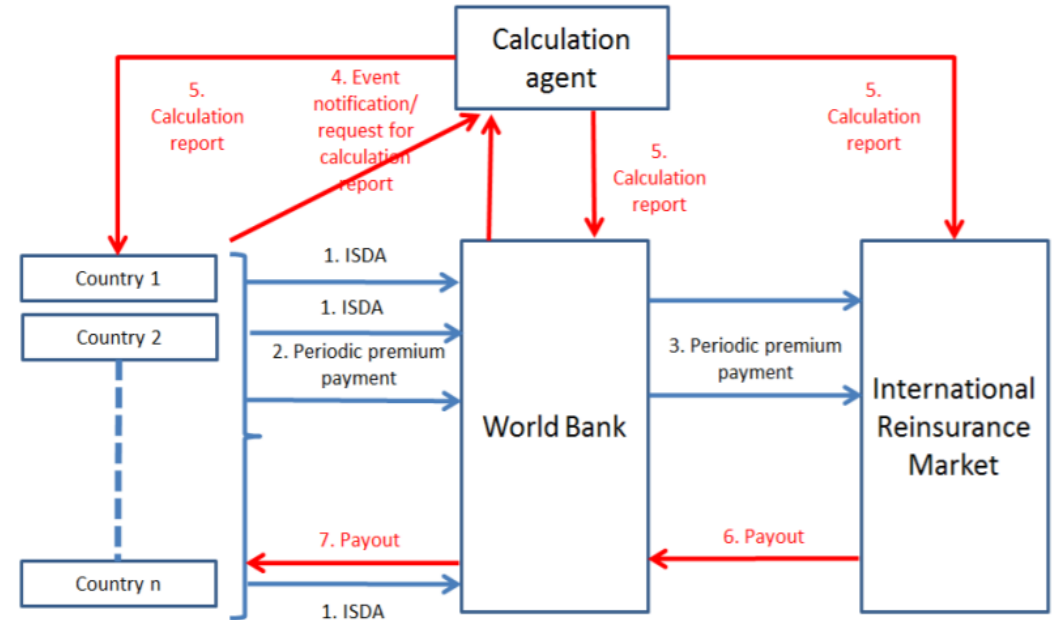 Calculation
agent
5.
Calculation
report
4. Event
notification/
request for
calculation
report
5.
Calculation
report
5.
Calculation
report
Country 1
Country 2
Country n
1. ISDA
1. ISDA
2. Periodic premium
payment
7. Payout
1. ISDA
World Bank
3. Periodic premium
payment
6. Payout
International
Reinsurance
Market